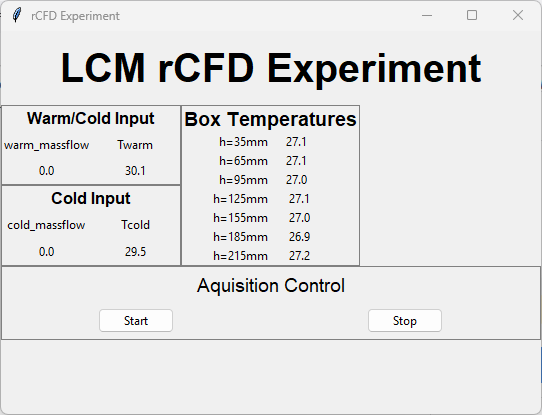 rCFD Experiment
LCM rCFD Experiment
Warm/Cold Input
warm_massflow Twarm
0.0 30.1
Cold Input
cold_massflow Tcold
0.0 29.5
Box Temperatures
h=35mm 27.1
h=65mm 27.1
h=95mm 27.0
h=125mm 27.1
h=155mm 27.0
h=185mm 26.9
h=215mm 27.2
Aquisition Control
Start Stop